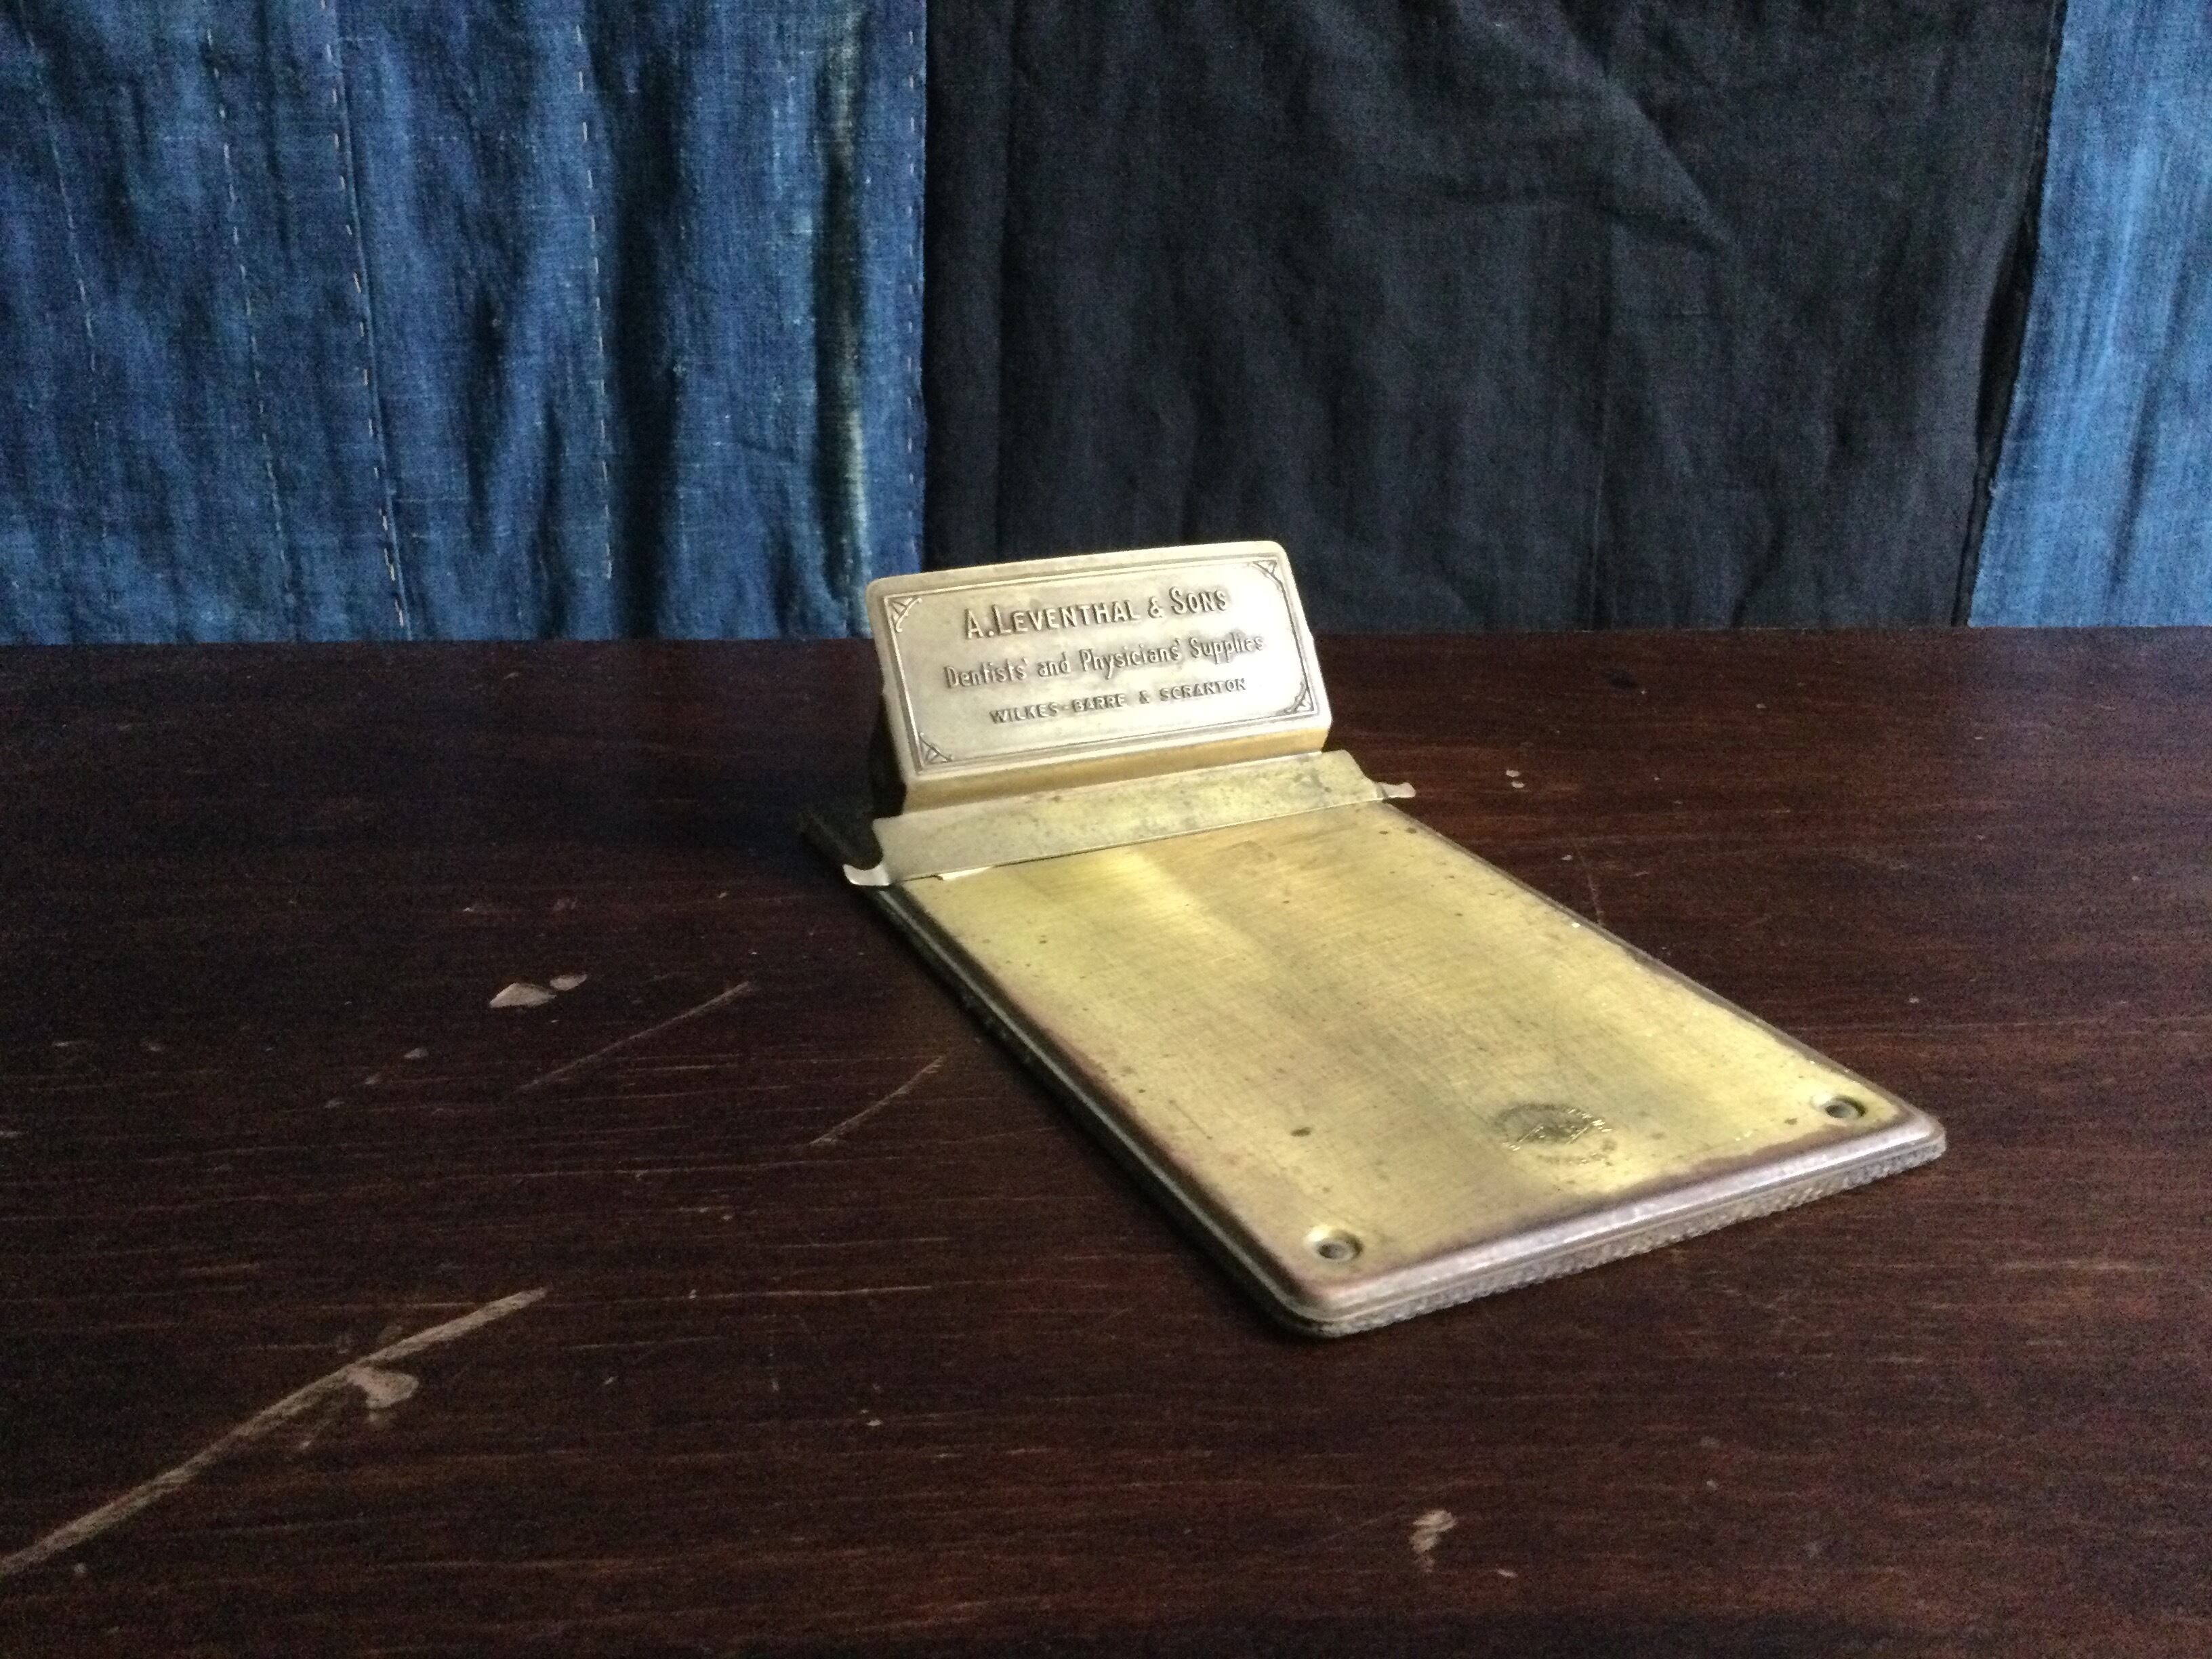 A. LEVENTHAL & SONS
Dentists' and Physicians' Supplies
WILKES-BARRE & SCRANTON